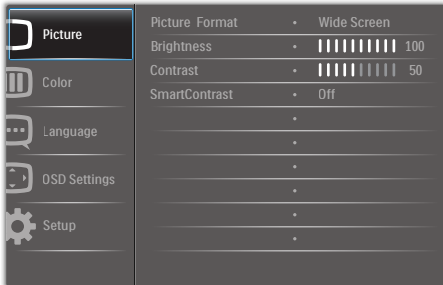 Picture
Color
Language
OSD Settings
Setup
Picture Format • Wide Screen
Brightness • 100
Contrast • 50
SmartContrast • Off
•
•
•
•
•
•